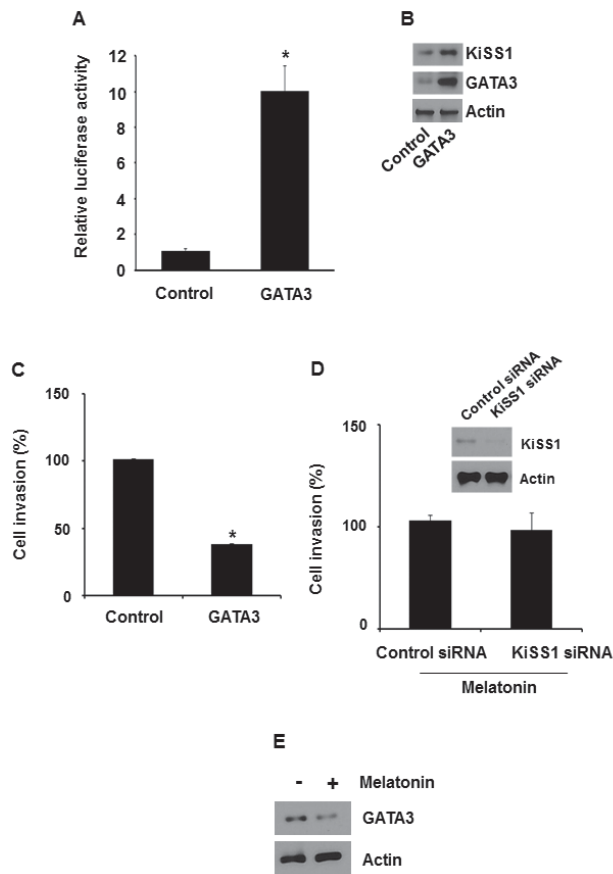 A
Relative luciferase activity
12
10
8
6
4
2
0
*
Control
GATA3
B
KiSS1
GATA3
Actin
Control
GATA3
C
Cell invasion (%)
150
100
50
0
*
Control
GATA3
D
Control siRNA
KiSS1 siRNA
KiSS1
Actin
Cell invasion (%)
150
100
0
Control siRNA
KiSS1 siRNA
Melatonin
E
- + Melatonin
GATA3
Actin